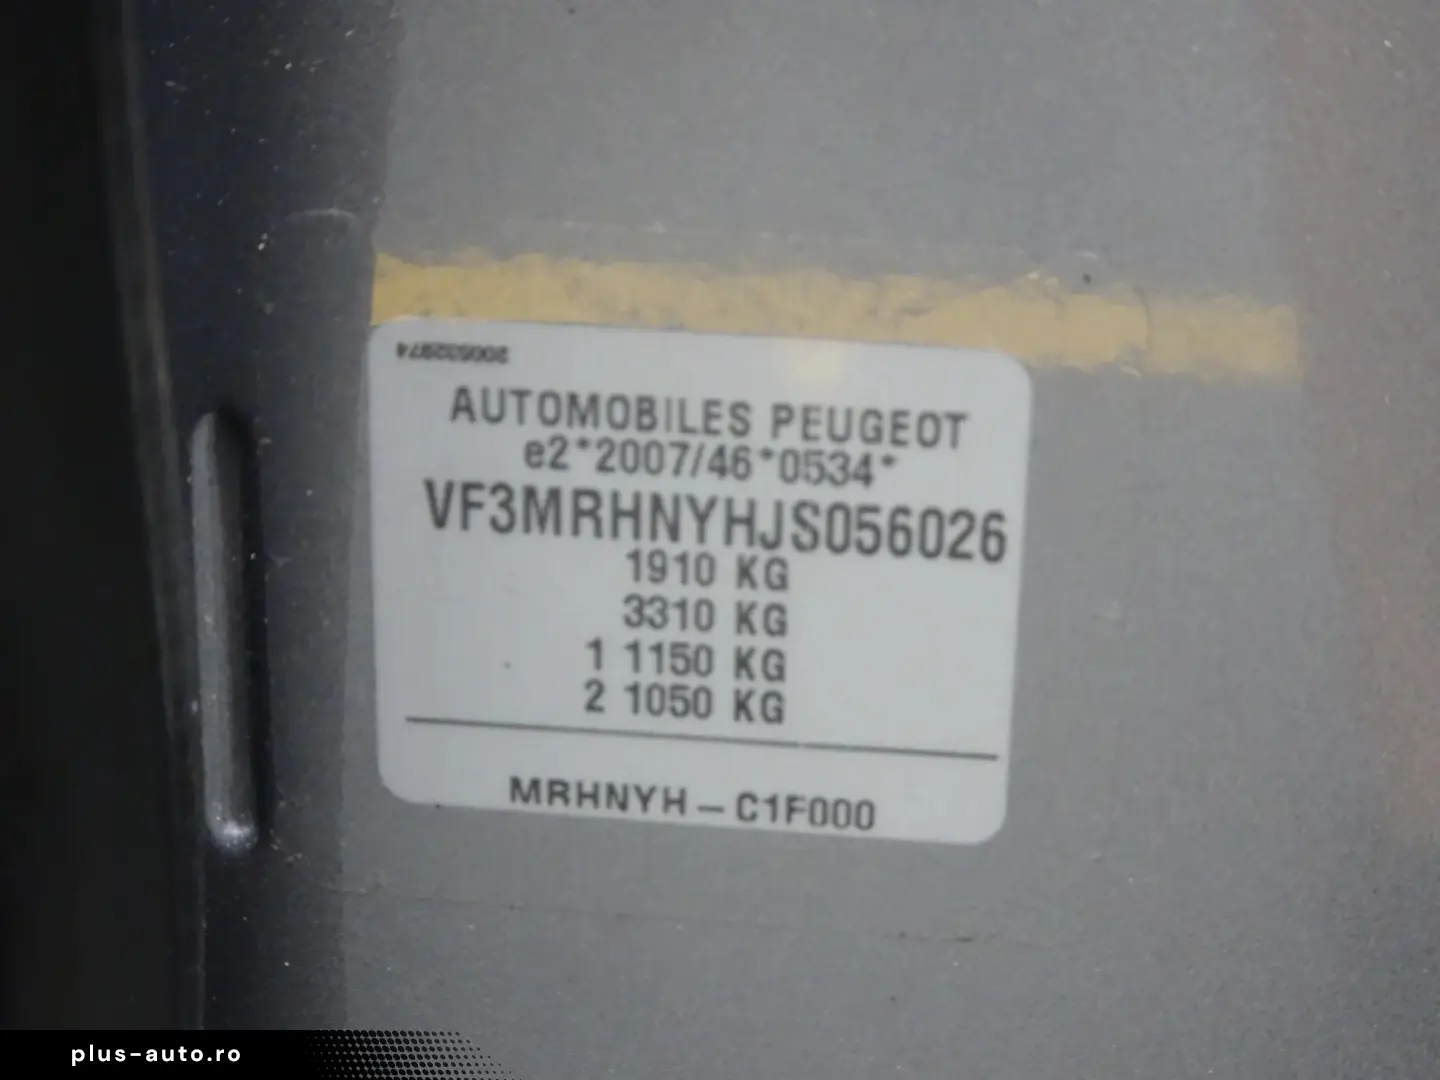 200532974
AUTOMOBILES PEUGEOT
e2*2007/46*0534*
VF3MRHNYHJS056026
1910 KG
3310 KG
1 1150 KG
2 1050 KG
MRHNYH – C1F000
plus-auto.ro